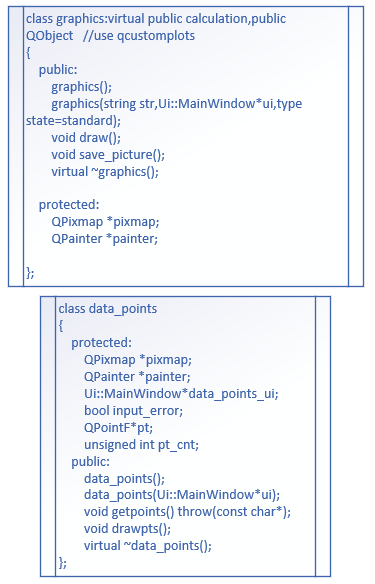 class graphics:virtual public calculation,public
QObject   //use qcustomplots
{
    public:
        graphics();
        graphics(string str,Ui::MainWindow*ui,type
state=standard);
        void draw();
        void save_picture();
        virtual ~graphics();
    protected:
        QPixmap *pixmap;
        QPainter *painter;
};
class data_points
{
    protected:
        QPixmap *pixmap;
        QPainter *painter;
        Ui::MainWindow*data_points_ui;
        bool input_error;
        QPointF*pt;
        unsigned int pt_cnt;
    public:
        data_points();
        data_points(Ui::MainWindow*ui);
        void getpoints() throw(const char*);
        void drawpts();
        virtual ~data_points();
};